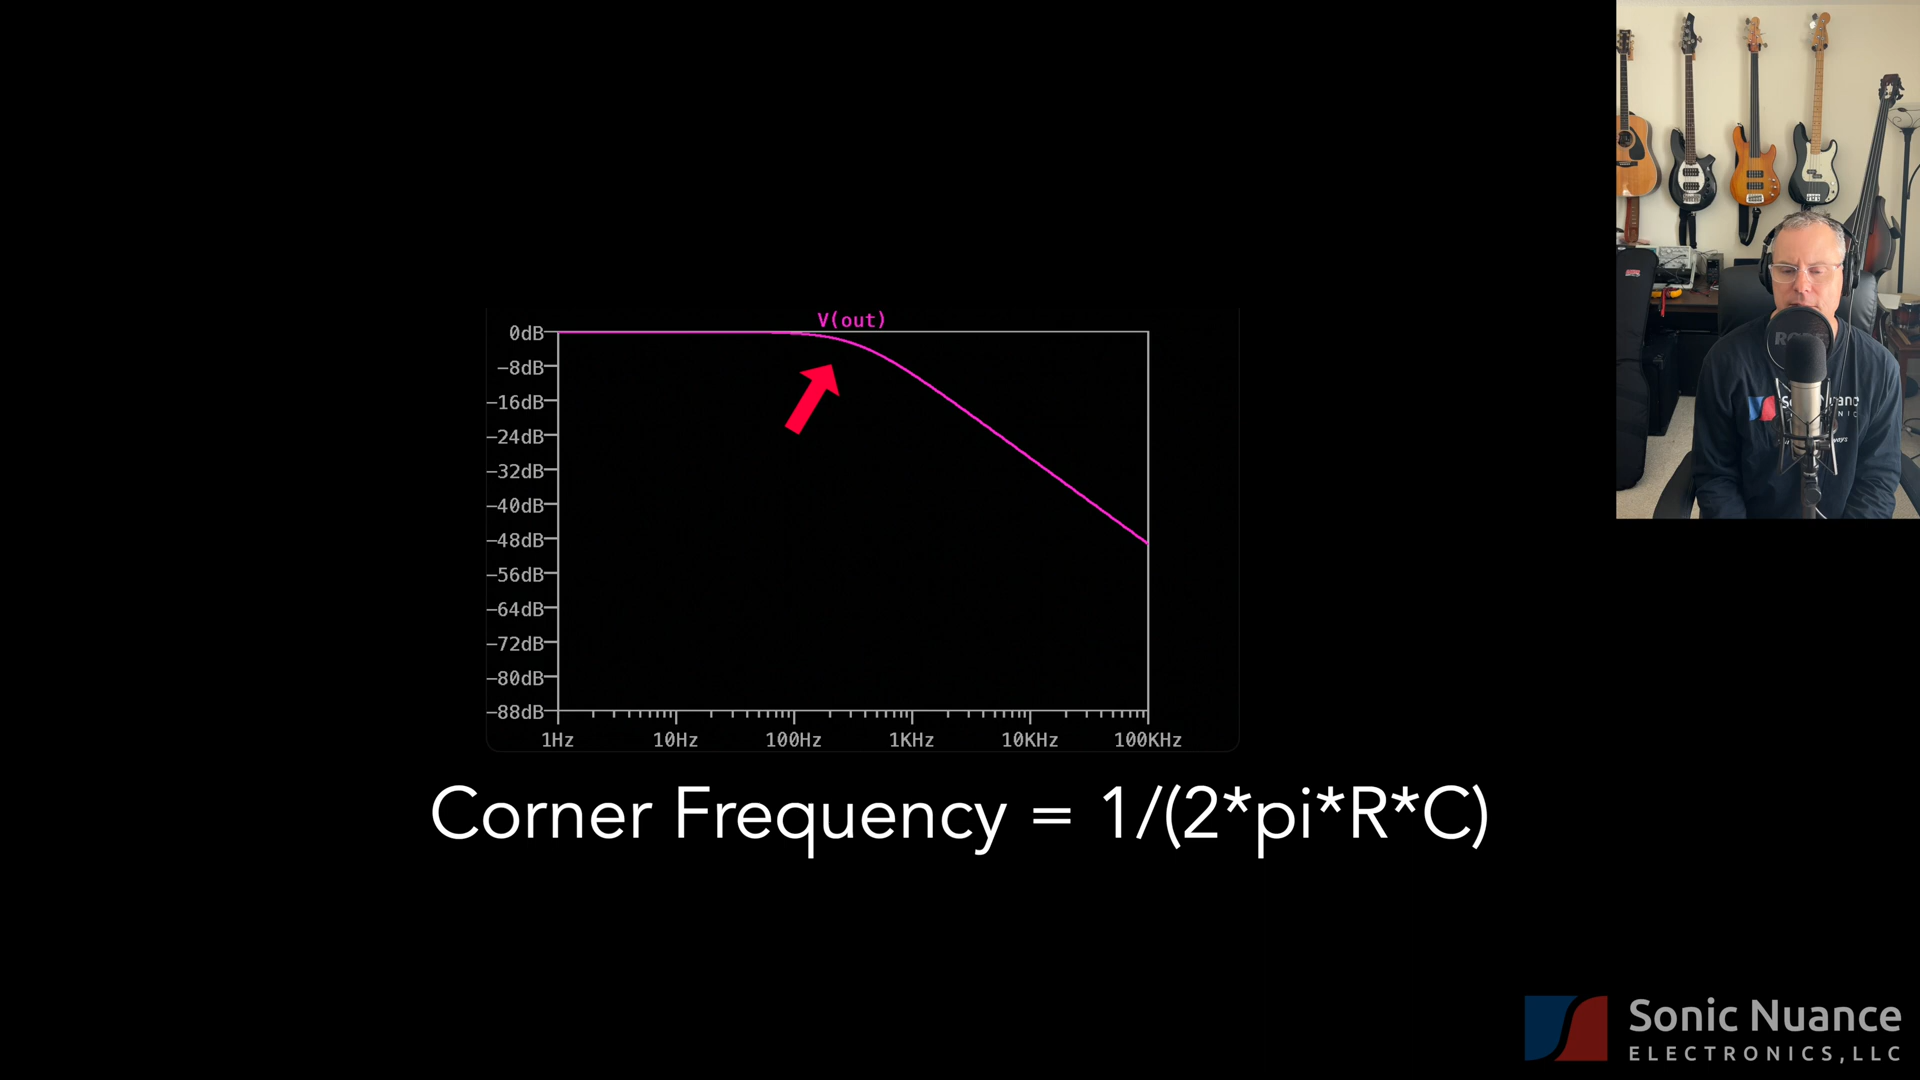 V(out)
0dB
−8dB
−16dB
−24dB
−32dB
−40dB
−48dB
−56dB
−64dB
−72dB
−80dB
−88dB
1Hz 10Hz 100Hz 1KHz 10KHz 100KHz
Corner Frequency = 1/(2*pi*R*C)
Sonic Nuance
ELECTRONICS,LLC